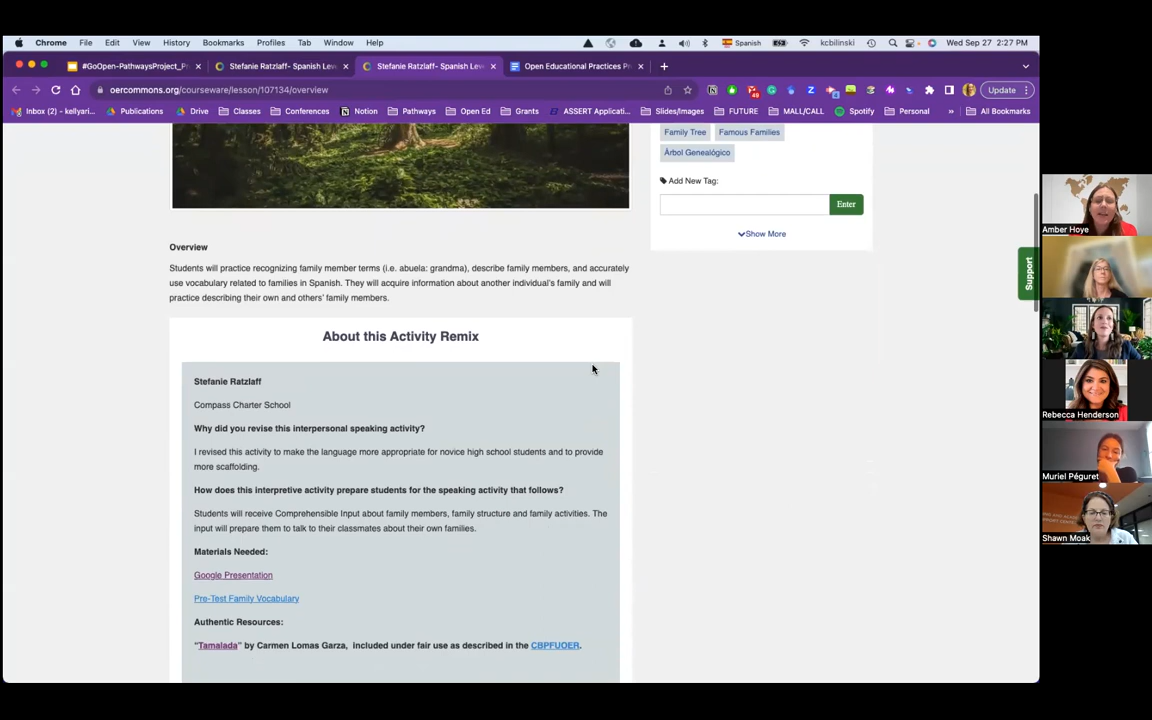 Chrome File Edit View History Bookmarks Profiles Tab Window Help Spanish kcbilinski Wed Sep 27 2:27 PM
#GoOpen-PathwaysProject_Pr Stefanie Ratzlaff- Spanish Lev Stefanie Ratzlaff- Spanish Lev Open Educational Practices P
oercommons.org/courseware/lesson/107134/overview Update
Inbox (2) - kellyari Publications Drive Classes Conferences Notion Pathways Open Ed Grants ASSERT Applicati... Slides/Images FUTURE MALL/CALL Spotify Personal » All Bookmarks
Family Tree Famous Families
Árbol Genealógico
Add New Tag:
Enter
Show More
Support
Overview
Students will practice recognizing family member terms (i.e. abuela: grandma), describe family members, and accurately
use vocabulary related to families in Spanish. They will acquire information about another individual's family and will
practice describing their own and others' family members.
About this Activity Remix
Stefanie Ratzlaff
Compass Charter School
Why did you revise this interpersonal speaking activity?
I revised this activity to make the language more appropriate for novice high school students and to provide
more scaffolding.
How does this interpretive activity prepare students for the speaking activity that follows?
Students will receive Comprehensible Input about family members, family structure and family activities. The
input will prepare them to talk to their classmates about their own families.
Materials Needed:
Google Presentation
Pre-Test Family Vocabulary
Authentic Resources:
"Tamalada" by Carmen Lomas Garza, included under fair use as described in the CBPFUOER.
Amber Hoye
Rebecca Henderson
Muriel Péguret
Shawn Moak